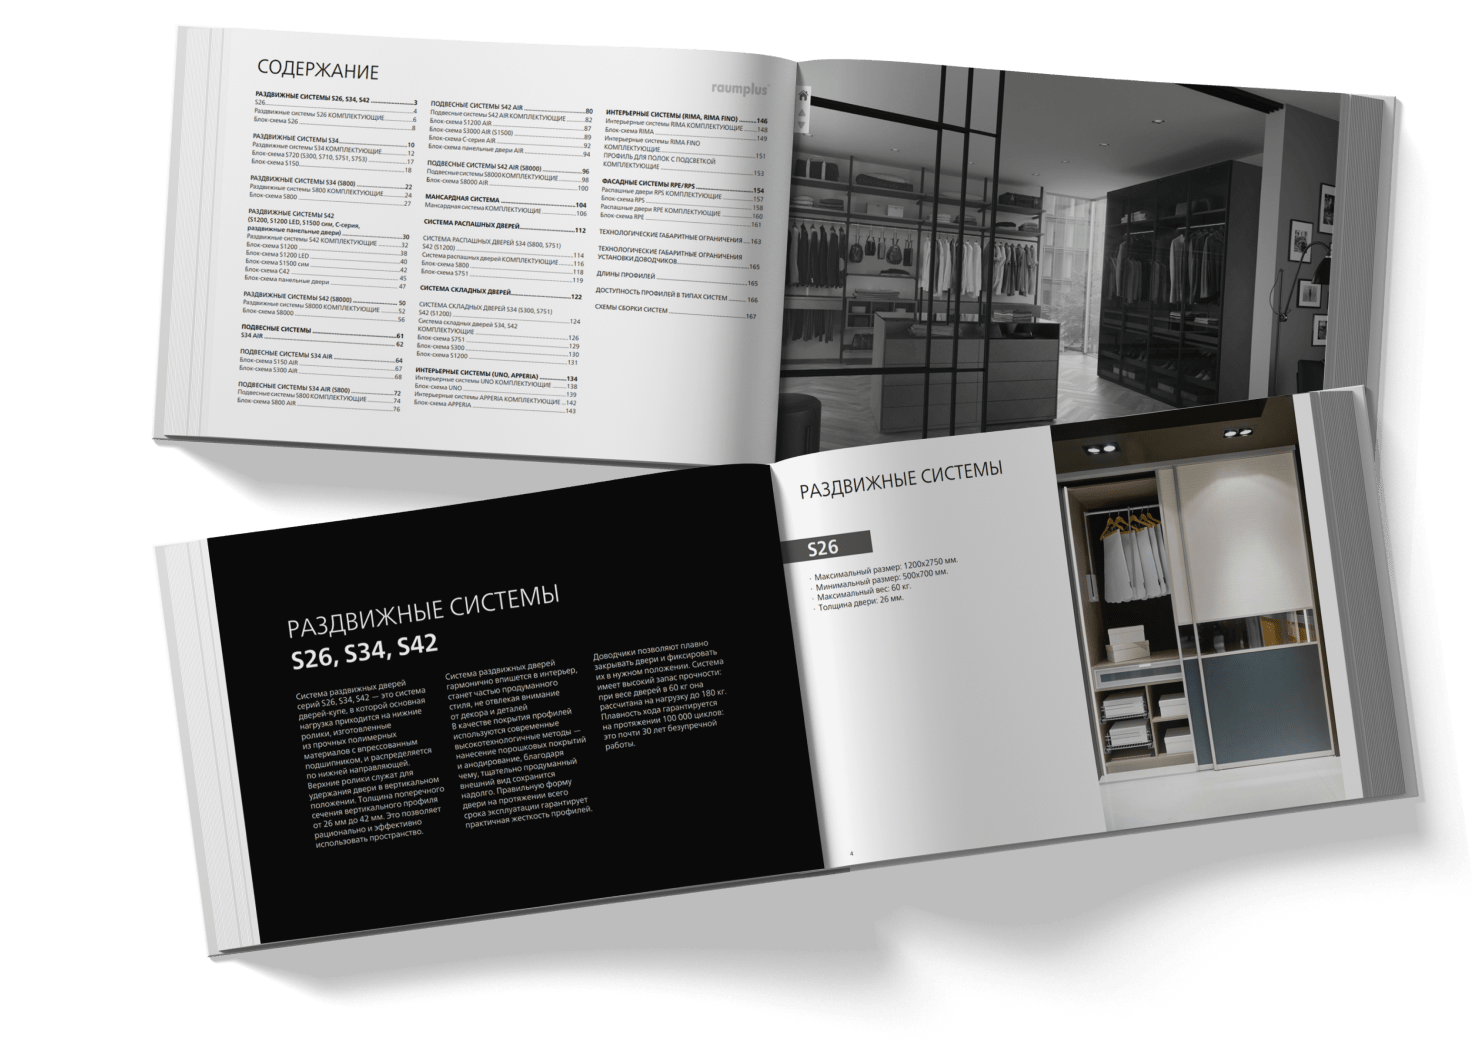 СОДЕРЖАНИЕ
raumplus
РАЗДВИЖНЫЕ СИСТЕМЫ S26, S34, S42 3
S26 4
Раздвижные системы S26 КОМПЛЕКТУЮЩИЕ 6
Блок-схема S26 8
РАЗДВИЖНЫЕ СИСТЕМЫ S34 10
Раздвижные системы S34 КОМПЛЕКТУЮЩИЕ 12
Блок-схема S720 (S300, S710, S751, S753) 17
Блок-схема S150 18
РАЗДВИЖНЫЕ СИСТЕМЫ S34 (S800) 22
Раздвижные системы S800 КОМПЛЕКТУЮЩИЕ 24
Блок-схема S800 27
РАЗДВИЖНЫЕ СИСТЕМЫ S42
(S1200, S1200 LED, S1500 сим, С-серия,
раздвижные панельные двери) 30
Раздвижные системы S42 КОМПЛЕКТУЮЩИЕ 32
Блок-схема S1200 38
Блок-схема S1200 LED 40
Блок-схема S1500 сим 42
Блок-схема С42 45
Блок-схема панельные двери 47
РАЗДВИЖНЫЕ СИСТЕМЫ S42 (S8000) 50
Раздвижные системы S8000 КОМПЛЕКТУЮЩИЕ 52
Блок-схема S8000 56
ПОДВЕСНЫЕ СИСТЕМЫ 61
S34 AIR 62
ПОДВЕСНЫЕ СИСТЕМЫ S34 AIR 64
Блок-схема S150 AIR 67
Блок-схема S300 AIR 68
ПОДВЕСНЫЕ СИСТЕМЫ S34 AIR (S800) 72
Подвесные системы S800 КОМПЛЕКТУЮЩИЕ 74
Блок-схема S800 AIR 76
ПОДВЕСНЫЕ СИСТЕМЫ S42 AIR 80
Подвесные системы S42 AIR КОМПЛЕКТУЮЩИЕ 82
Блок-схема S1200 AIR 87
Блок-схема S3000 AIR (S1500) 89
Блок-схема С-серия AIR 92
Блок-схема панельные двери AIR 94
ПОДВЕСНЫЕ СИСТЕМЫ S42 AIR (S8000) 96
Подвесные системы S8000 КОМПЛЕКТУЮЩИЕ 98
Блок-схема S8000 AIR 100
МАНСАРДНАЯ СИСТЕМА 104
Мансардная система КОМПЛЕКТУЮЩИЕ 106
СИСТЕМА РАСПАШНЫХ ДВЕРЕЙ 112
СИСТЕМА РАСПАШНЫХ ДВЕРЕЙ S34 (S800, S751)
S42 (S1200) 114
Система распашных дверей КОМПЛЕКТУЮЩИЕ 116
Блок-схема S800 118
Блок-схема S751 119
СИСТЕМА СКЛАДНЫХ ДВЕРЕЙ 122
СИСТЕМА СКЛАДНЫХ ДВЕРЕЙ S34 (S300, S751)
S42 (S1200) 124
Система складных дверей S34, S42
КОМПЛЕКТУЮЩИЕ 126
Блок-схема S751 129
Блок-схема S300 130
Блок-схема S1200 131
ИНТЕРЬЕРНЫЕ СИСТЕМЫ (UNO, APPERIA) 134
Интерьерные системы UNO КОМПЛЕКТУЮЩИЕ 138
Блок-схема UNO 139
Интерьерные системы APPERIA КОМПЛЕКТУЮЩИЕ 142
Блок-схема APPERIA 143
ИНТЕРЬЕРНЫЕ СИСТЕМЫ (RIMA, RIMA FINO) 146
Интерьерные системы RIMA КОМПЛЕКТУЮЩИЕ 148
Блок-схема RIMA 149
Интерьерные системы RIMA FINO
КОМПЛЕКТУЮЩИЕ 151
ПРОФИЛЬ ДЛЯ ПОЛОК С ПОДСВЕТКОЙ
КОМПЛЕКТУЮЩИЕ 153
ФАСАДНЫЕ СИСТЕМЫ RPE/RPS 154
Распашные двери RPS КОМПЛЕКТУЮЩИЕ 157
Блок-схема RPS 158
Распашные двери RPE КОМПЛЕКТУЮЩИЕ 160
Блок-схема RPE 161
ТЕХНОЛОГИЧЕСКИЕ ГАБАРИТНЫЕ ОГРАНИЧЕНИЯ 163
ТЕХНОЛОГИЧЕСКИЕ ГАБАРИТНЫЕ ОГРАНИЧЕНИЯ
УСТАНОВКИ ДОВОДЧИКОВ 165
ДЛИНЫ ПРОФИЛЕЙ 165
ДОСТУПНОСТЬ ПРОФИЛЕЙ В ТИПАХ СИСТЕМ 166
СХЕМЫ СБОРКИ СИСТЕМ 167
РАЗДВИЖНЫЕ СИСТЕМЫ
S26, S34, S42
Система раздвижных дверей
серий S26, S34, S42 — это система
дверей-купе, в которой основная
нагрузка приходится на нижние
ролики, изготовленные
из прочных полимерных
материалов с впрессованным
подшипником, и распределяется
по нижней направляющей.
Верхние ролики служат для
удержания двери в вертикальном
положении. Толщина поперечного
сечения вертикального профиля
от 26 мм до 42 мм. Это позволяет
рационально и эффективно
использовать пространство.
Система раздвижных дверей
гармонично впишется в интерьер,
станет частью продуманного
стиля, не отвлекая внимание
от декора и деталей
В качестве покрытия профилей
используются современные
высокотехнологичные методы —
нанесение порошковых покрытий
и анодирование, благодаря
чему, тщательно продуманный
внешний вид сохранится
надолго. Правильную форму
двери на протяжении всего
срока эксплуатации гарантирует
практичная жесткость профилей.
Доводчики позволяют плавно
закрывать двери и фиксировать
их в нужном положении. Система
имеет высокий запас прочности:
при весе дверей в 60 кг она
рассчитана на нагрузку до 180 кг.
Плавность хода гарантируется
на протяжении 100 000 циклов:
это почти 30 лет безупречной
работы.
РАЗДВИЖНЫЕ СИСТЕМЫ
S26
· Максимальный размер: 1200х2750 мм.
· Минимальный размер: 500х700 мм.
· Максимальный вес: 60 кг.
· Толщина двери: 26 мм.
4